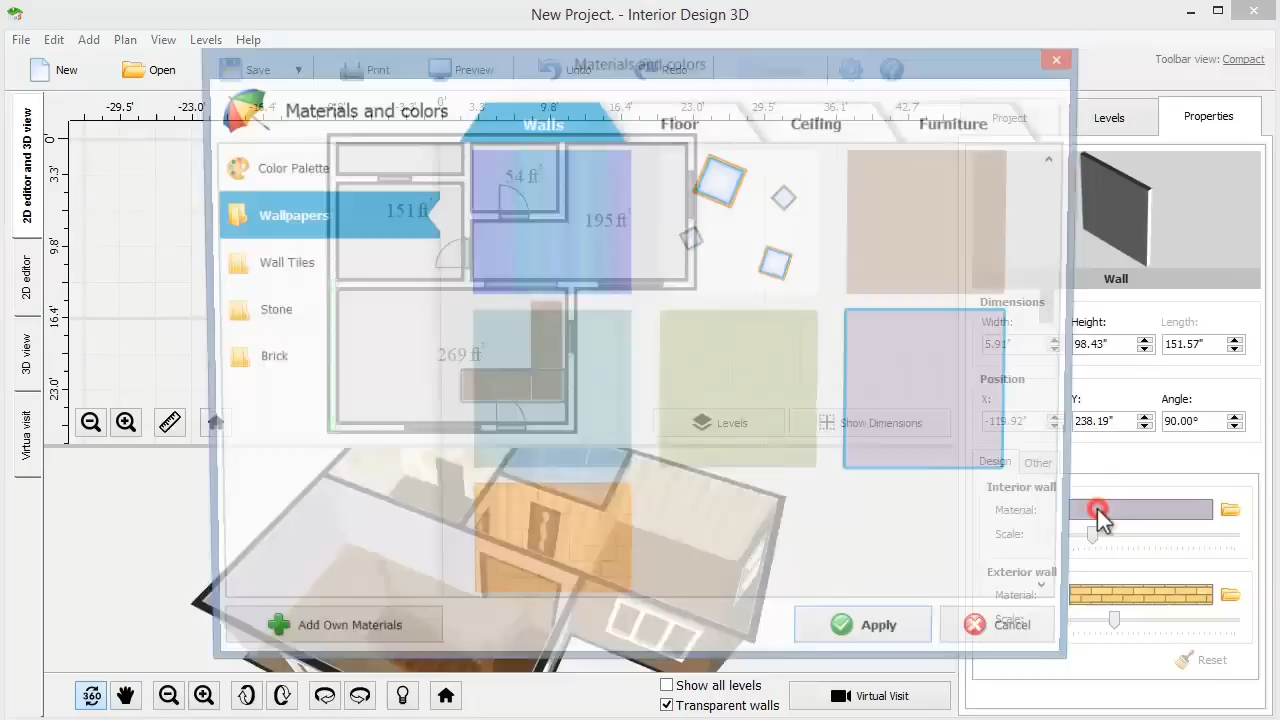 New Project. - Interior Design 3D
File Edit Add Plan View Levels Help
New Open Save Print Preview Undo Redo
Toolbar view: Compact
Materials and colors
Materials and colors
Walls Floor Ceiling Furniture
Color Palette
Wallpapers
Wall Tiles
Stone
Brick
Add Own Materials
Apply
Cancel
2D editor and 3D view
2D editor
3D view
Virtua visit
-29.5' -23.0' 3.3' 9.8' 16.4' 23.0' 29.5' 36.1' 42.7'
0'
3.3'
9.8'
16.4'
23.0'
151 ft²
54 ft²
195 ft²
269 ft²
Levels
Show Dimensions
Project Levels Properties
Wall
Dimensions
Width: Height: Length:
5.91" 98.43" 151.57"
Position
X: Y: Angle:
-119.92" 238.19" 90.00°
Design Other
Interior wall
Material:
Scale:
Exterior wall
Material:
Scale:
Reset
360
Show all levels
Transparent walls
Virtual Visit